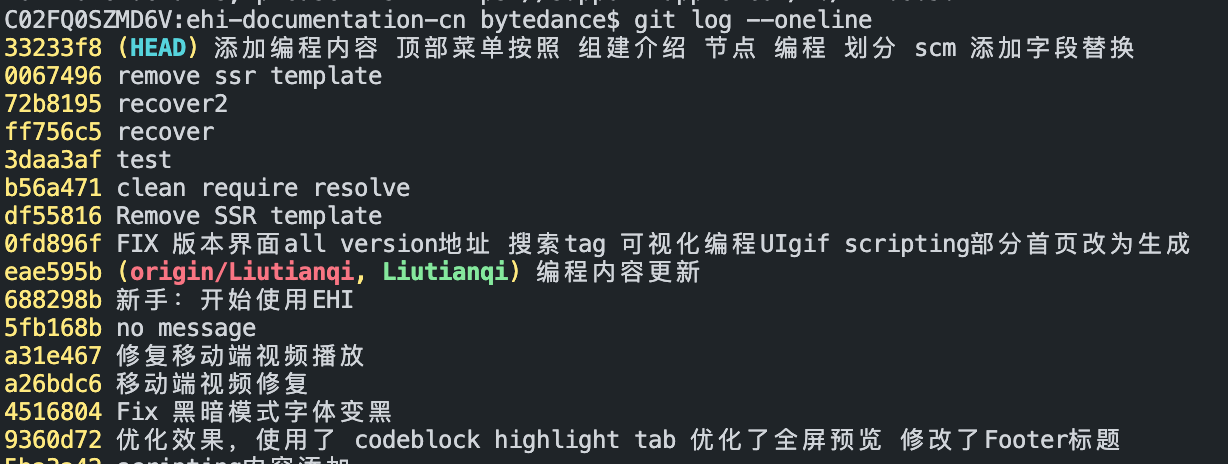 C02FQ0SZMD6V:ehi-documentation-cn bytedance$ git log --oneline
33233f8 (HEAD) 添加编程内容 顶部菜单按照 组建介绍 节点 编程 划分 scm 添加字段替换
0067496 remove ssr template
72b8195 recover2
ff756c5 recover
3daa3af test
b56a471 clean require resolve
df55816 Remove SSR template
0fd896f FIX 版本界面all version地址 搜索tag 可视化编程UIgif scripting部分首页改为生成
eae595b (origin/Liutianqi, Liutianqi) 编程内容更新
688298b 新手: 开始使用EHI
5fb168b no message
a31e467 修复移动端视频播放
a26bdc6 移动端视频修复
4516804 Fix 黑暗模式字体变黑
9360d72 优化效果, 使用了 codeblock highlight tab 优化了全屏预览 修改了Footer标题